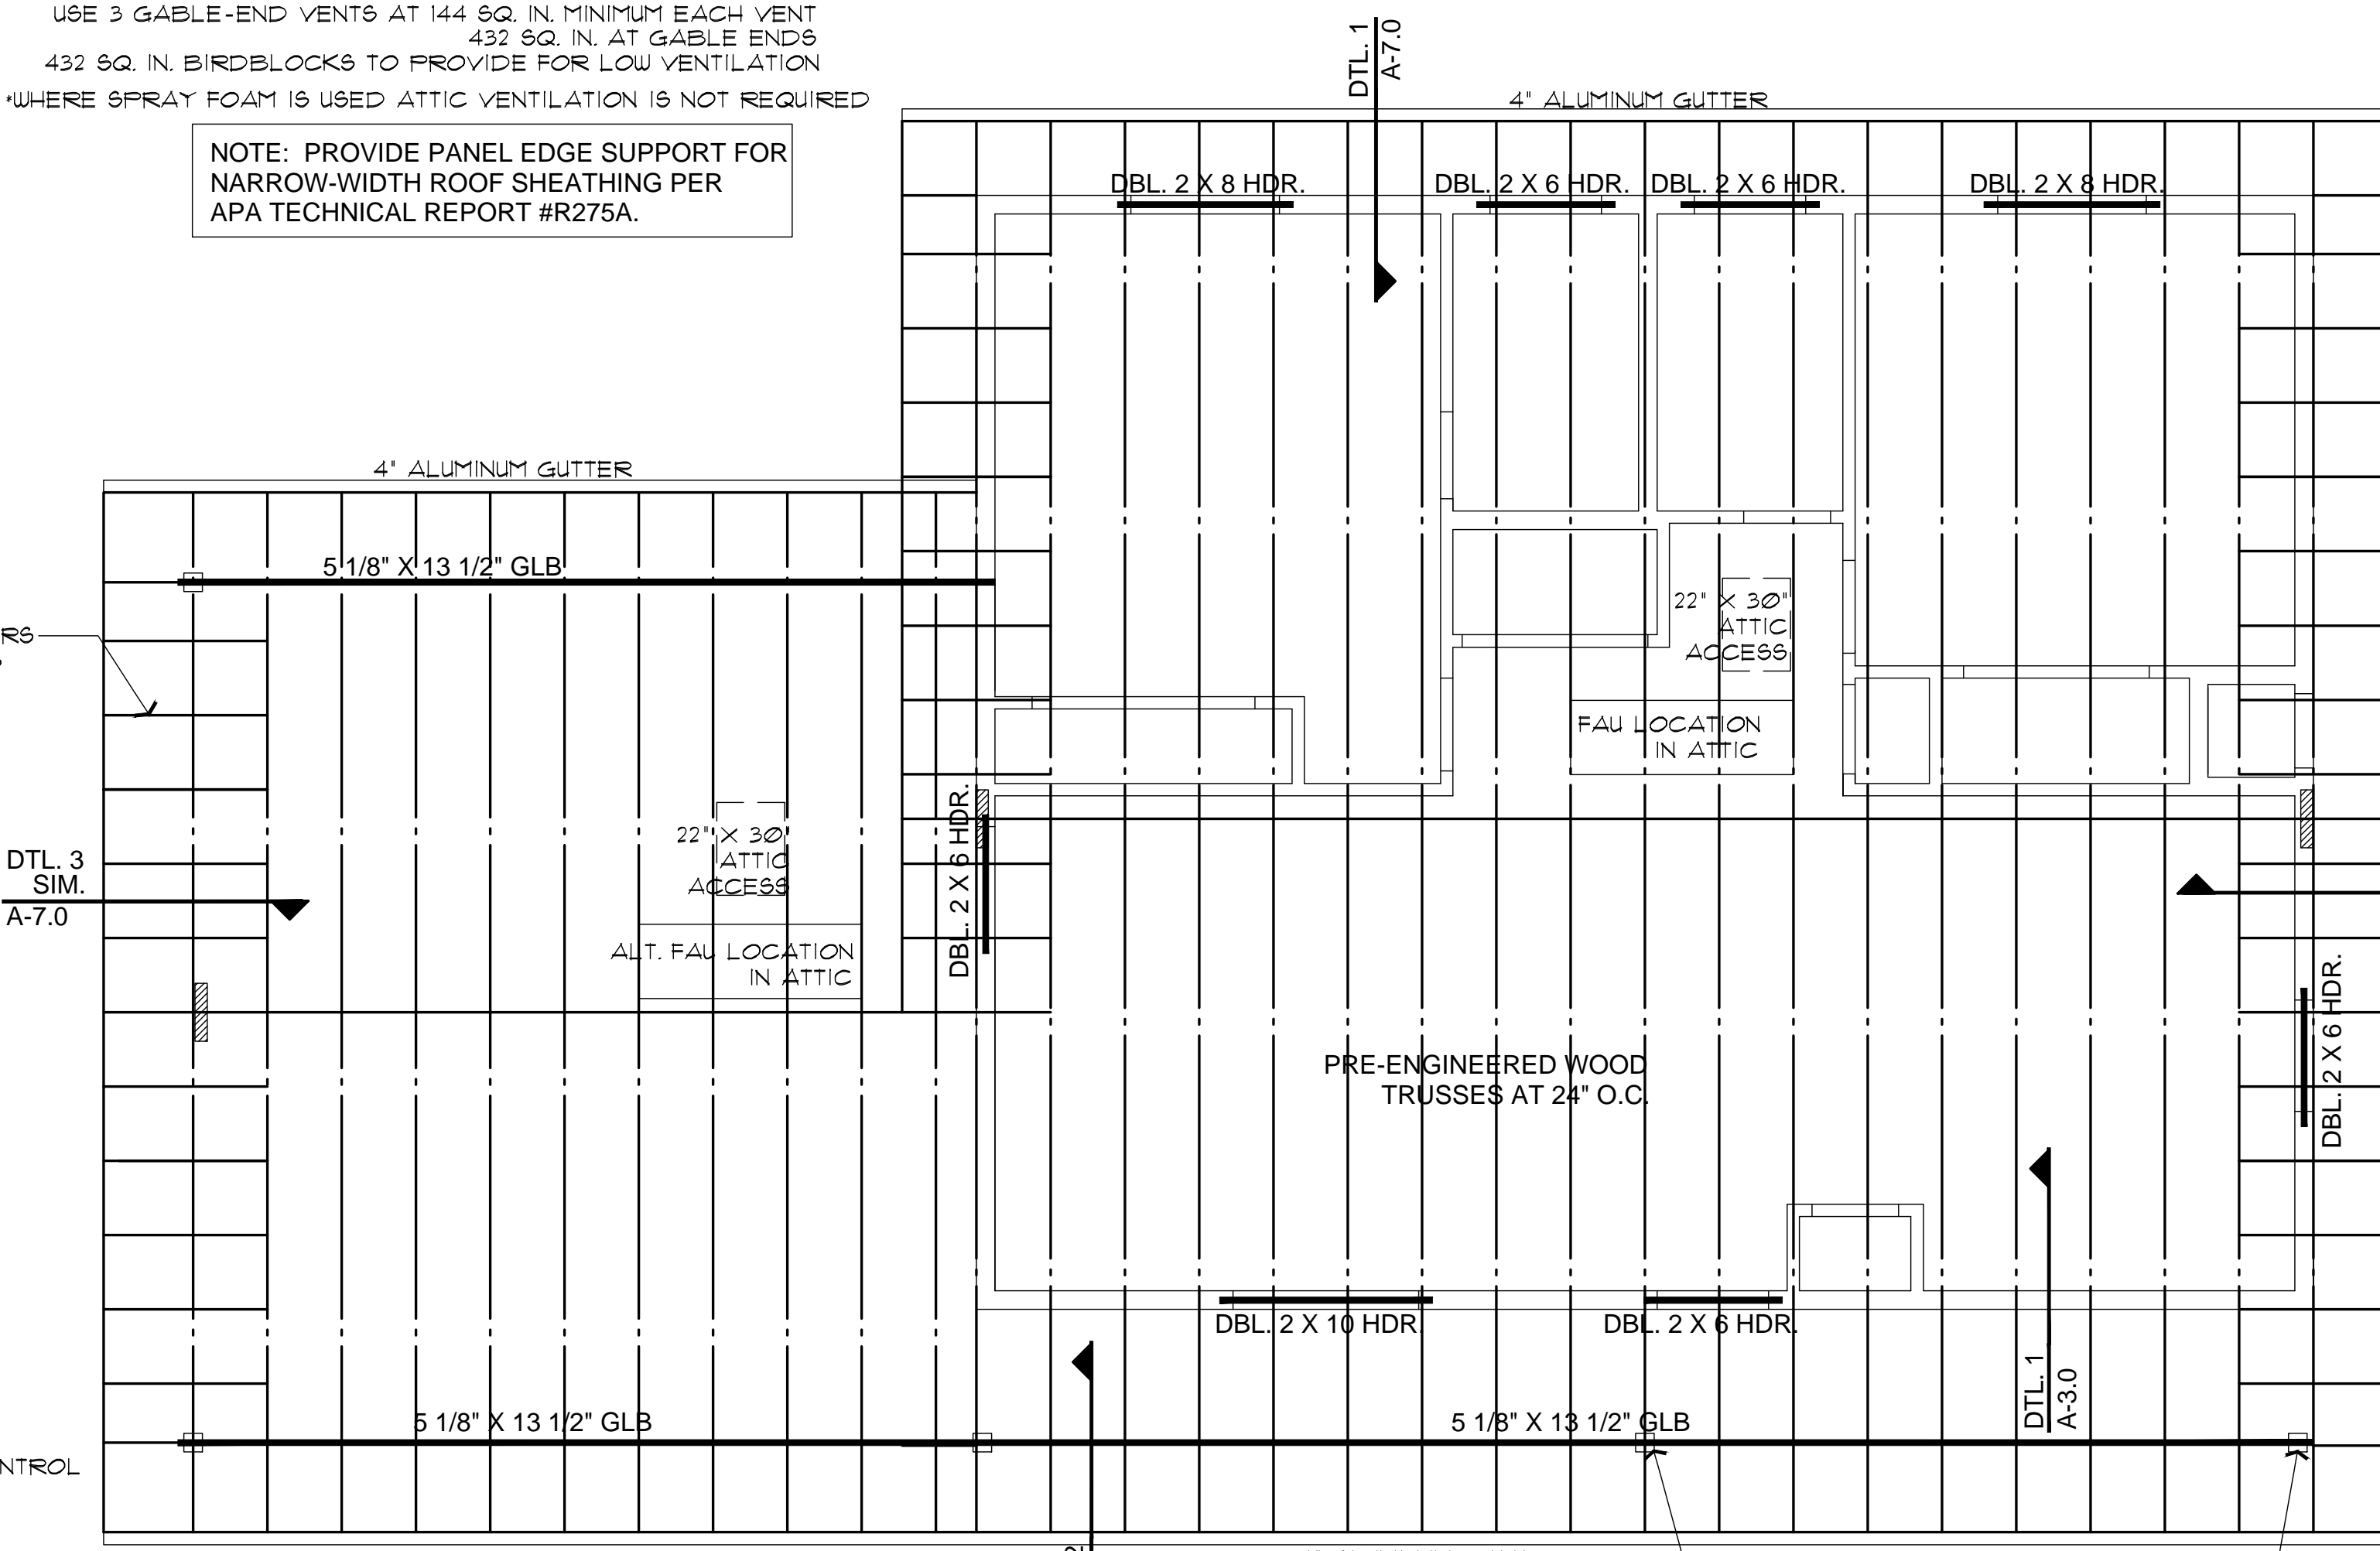 USE 3 GABLE-END VENTS AT 144 SQ. IN. MINIMUM EACH VENT
432 SQ. IN. AT GABLE ENDS
432 SQ. IN. BIRDBLOCKS TO PROVIDE FOR LOW VENTILATION
*WHERE SPRAY FOAM IS USED ATTIC VENTILATION IS NOT REQUIRED
NOTE: PROVIDE PANEL EDGE SUPPORT FOR
NARROW-WIDTH ROOF SHEATHING PER
APA TECHNICAL REPORT #R275A.
DTL. 1
A-7.0
4" ALUMINUM GUTTER
DBL. 2 X 8 HDR.
DBL. 2 X 6 HDR.
DBL. 2 X 6 HDR.
DBL. 2 X 8 HDR.
4" ALUMINUM GUTTER
5 1/8" X 13 1/2" GLB
RS
22" X 30"
ATTIC
ACCESS
FAU LOCATION
IN ATTIC
22" X 30"
ATTIC
ACCESS
DBL. 2 X 6 HDR.
DTL. 3
SIM.
A-7.0
ALT. FAU LOCATION
IN ATTIC
DBL. 2 X 6 HDR.
PRE-ENGINEERED WOOD
TRUSSES AT 24" O.C.
DBL. 2 X 10 HDR.
DBL. 2 X 6 HDR.
DTL. 1
A-3.0
5 1/8" X 13 1/2" GLB
5 1/8" X 13 1/2" GLB
NTROL